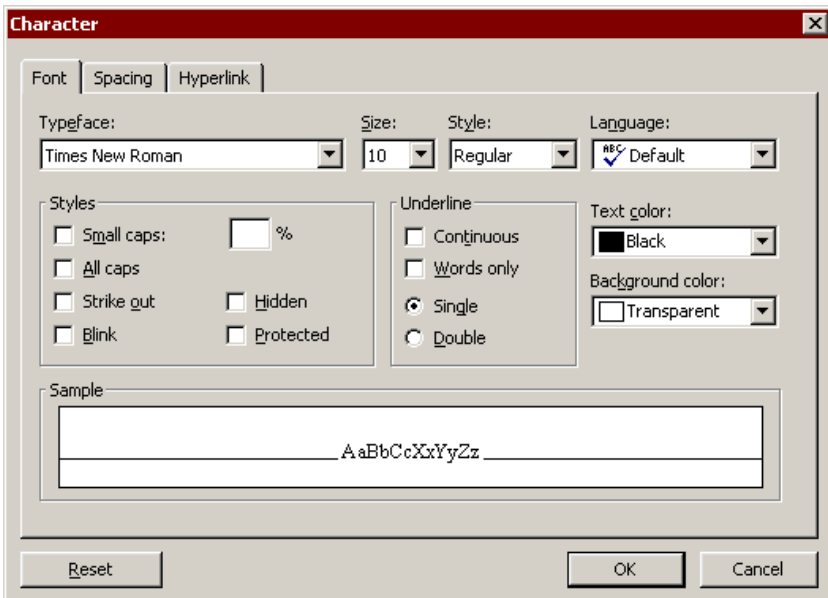 Character
Font Spacing Hyperlink
Typeface: Size: Style: Language:
Times New Roman 10 Regular ABC Default
Styles Underline Text color:
Small caps: % Continuous Black
All caps Words only Background color:
Strike out Hidden Single Transparent
Blink Protected Double
Sample
AaBbCcXxYyZz
Reset OK Cancel